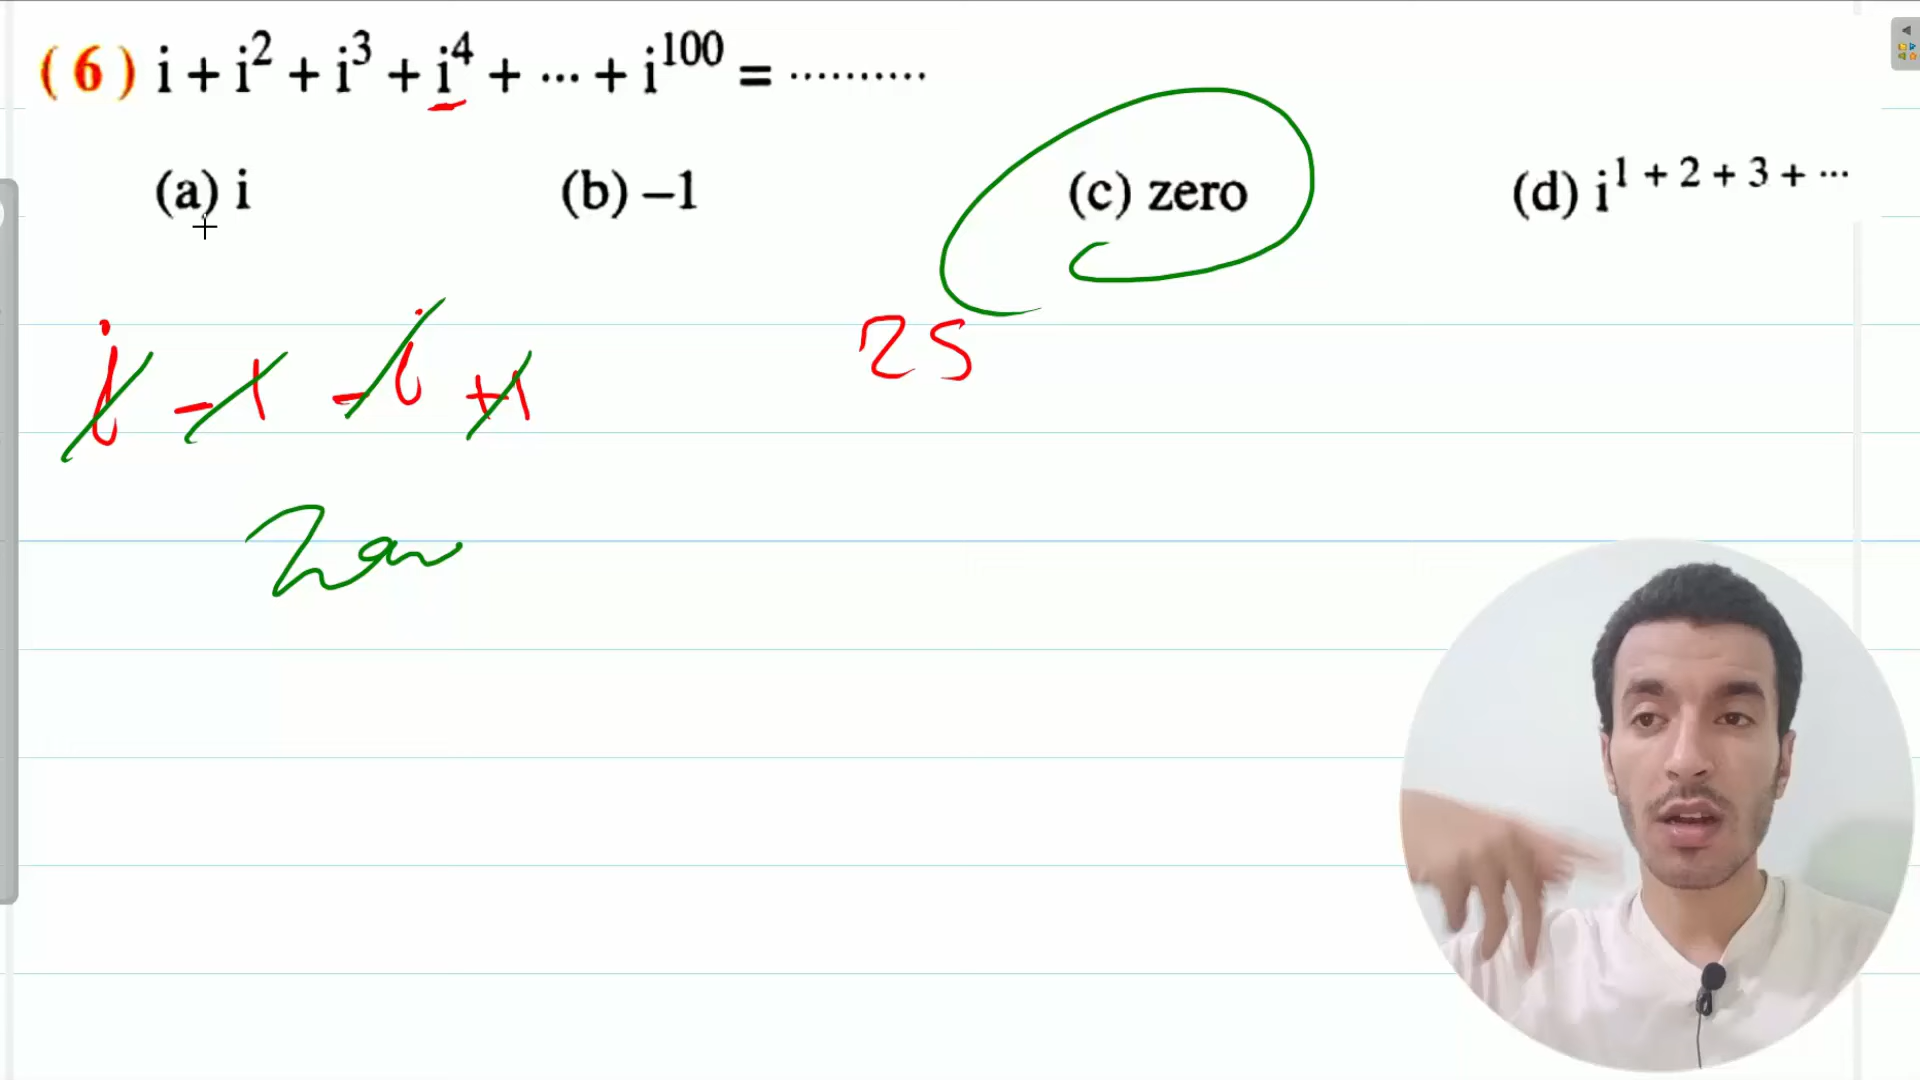 (6) i + i² + i³ + i⁴ + ... + i¹⁰⁰ = ..........
(a) i (b) –1 (c) zero (d) i¹ ⁺ ² ⁺ ³ ⁺ ⋯
i – 1 – i + 1 25
Zero